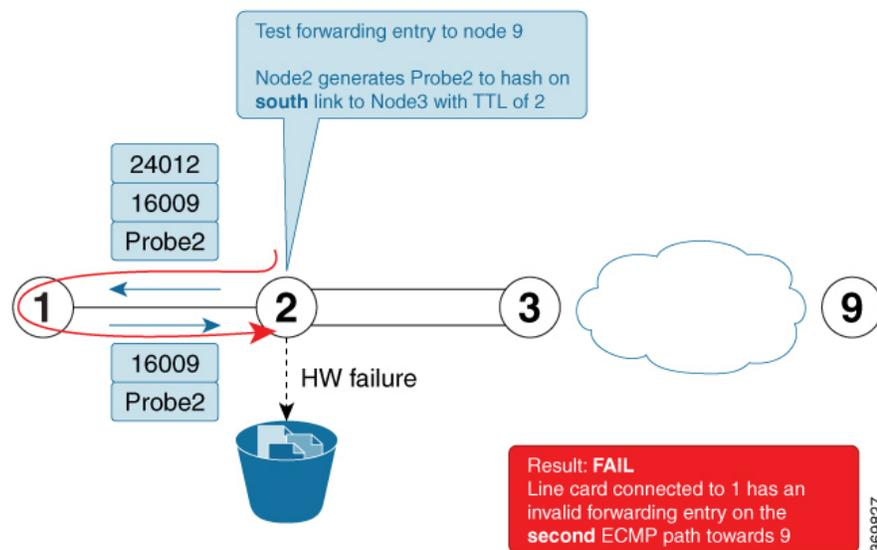 Test forwarding entry to node 9
Node2 generates Probe2 to hash on
south link to Node3 with TTL of 2
24012
16009
Probe2
1
2
3
9
16009
Probe2
HW failure
Result: FAIL
Line card connected to 1 has an
invalid forwarding entry on the
second ECMP path towards 9